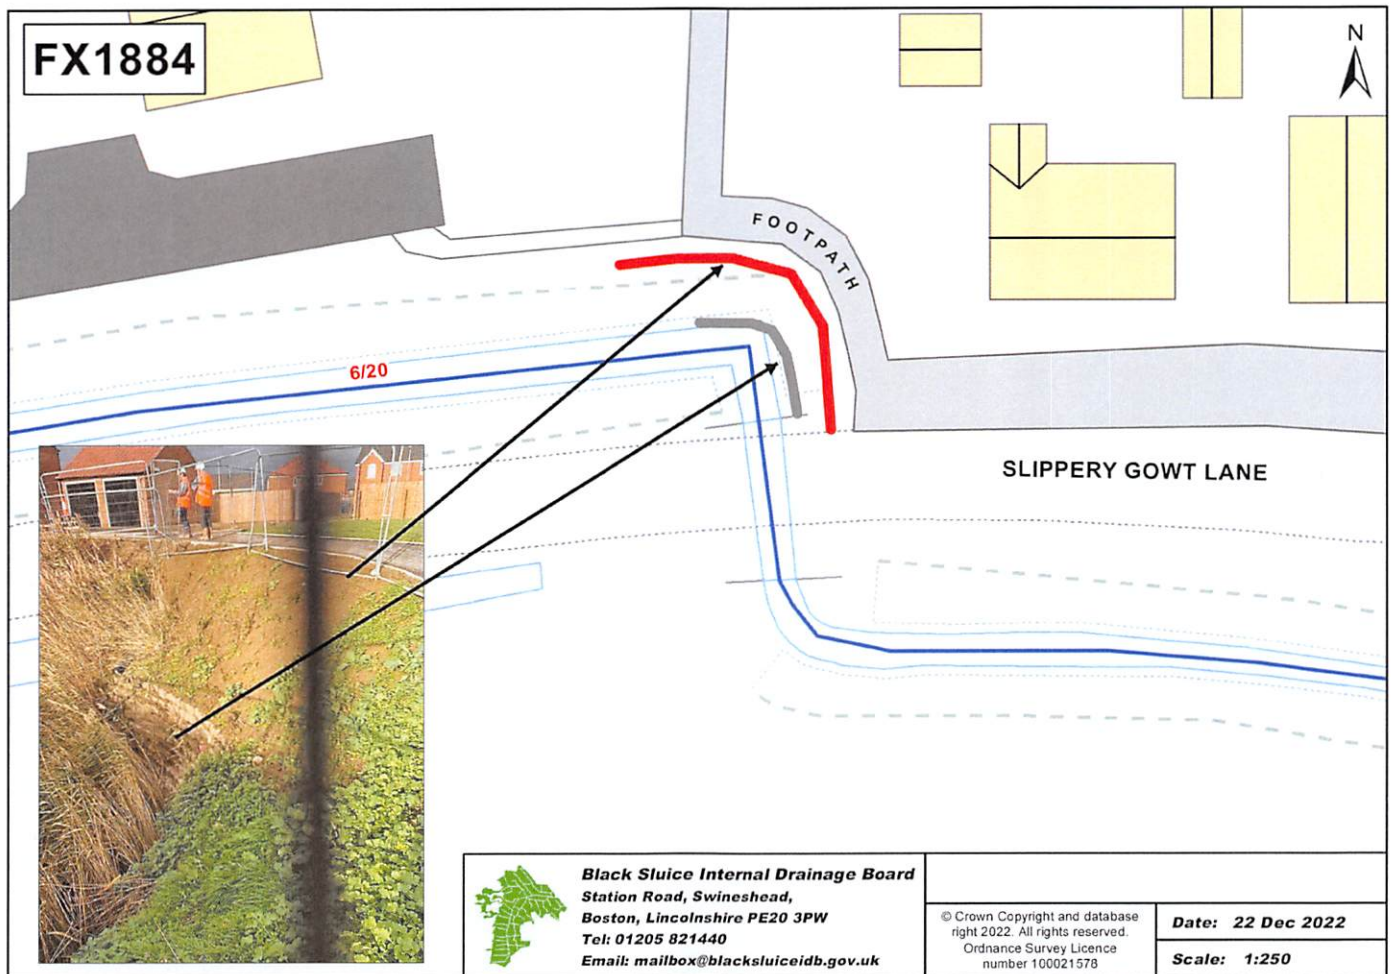 FX1884
N
FOOTPATH
6/20
SLIPPERY GOWT LANE
Black Sluice Internal Drainage Board
Station Road, Swineshead,
Boston, Lincolnshire PE20 3PW
Tel: 01205 821440
Email: mailbox@blacksluiceidb.gov.uk
© Crown Copyright and database
right 2022. All rights reserved.
Ordnance Survey Licence
number 100021578
Date: 22 Dec 2022
Scale: 1:250